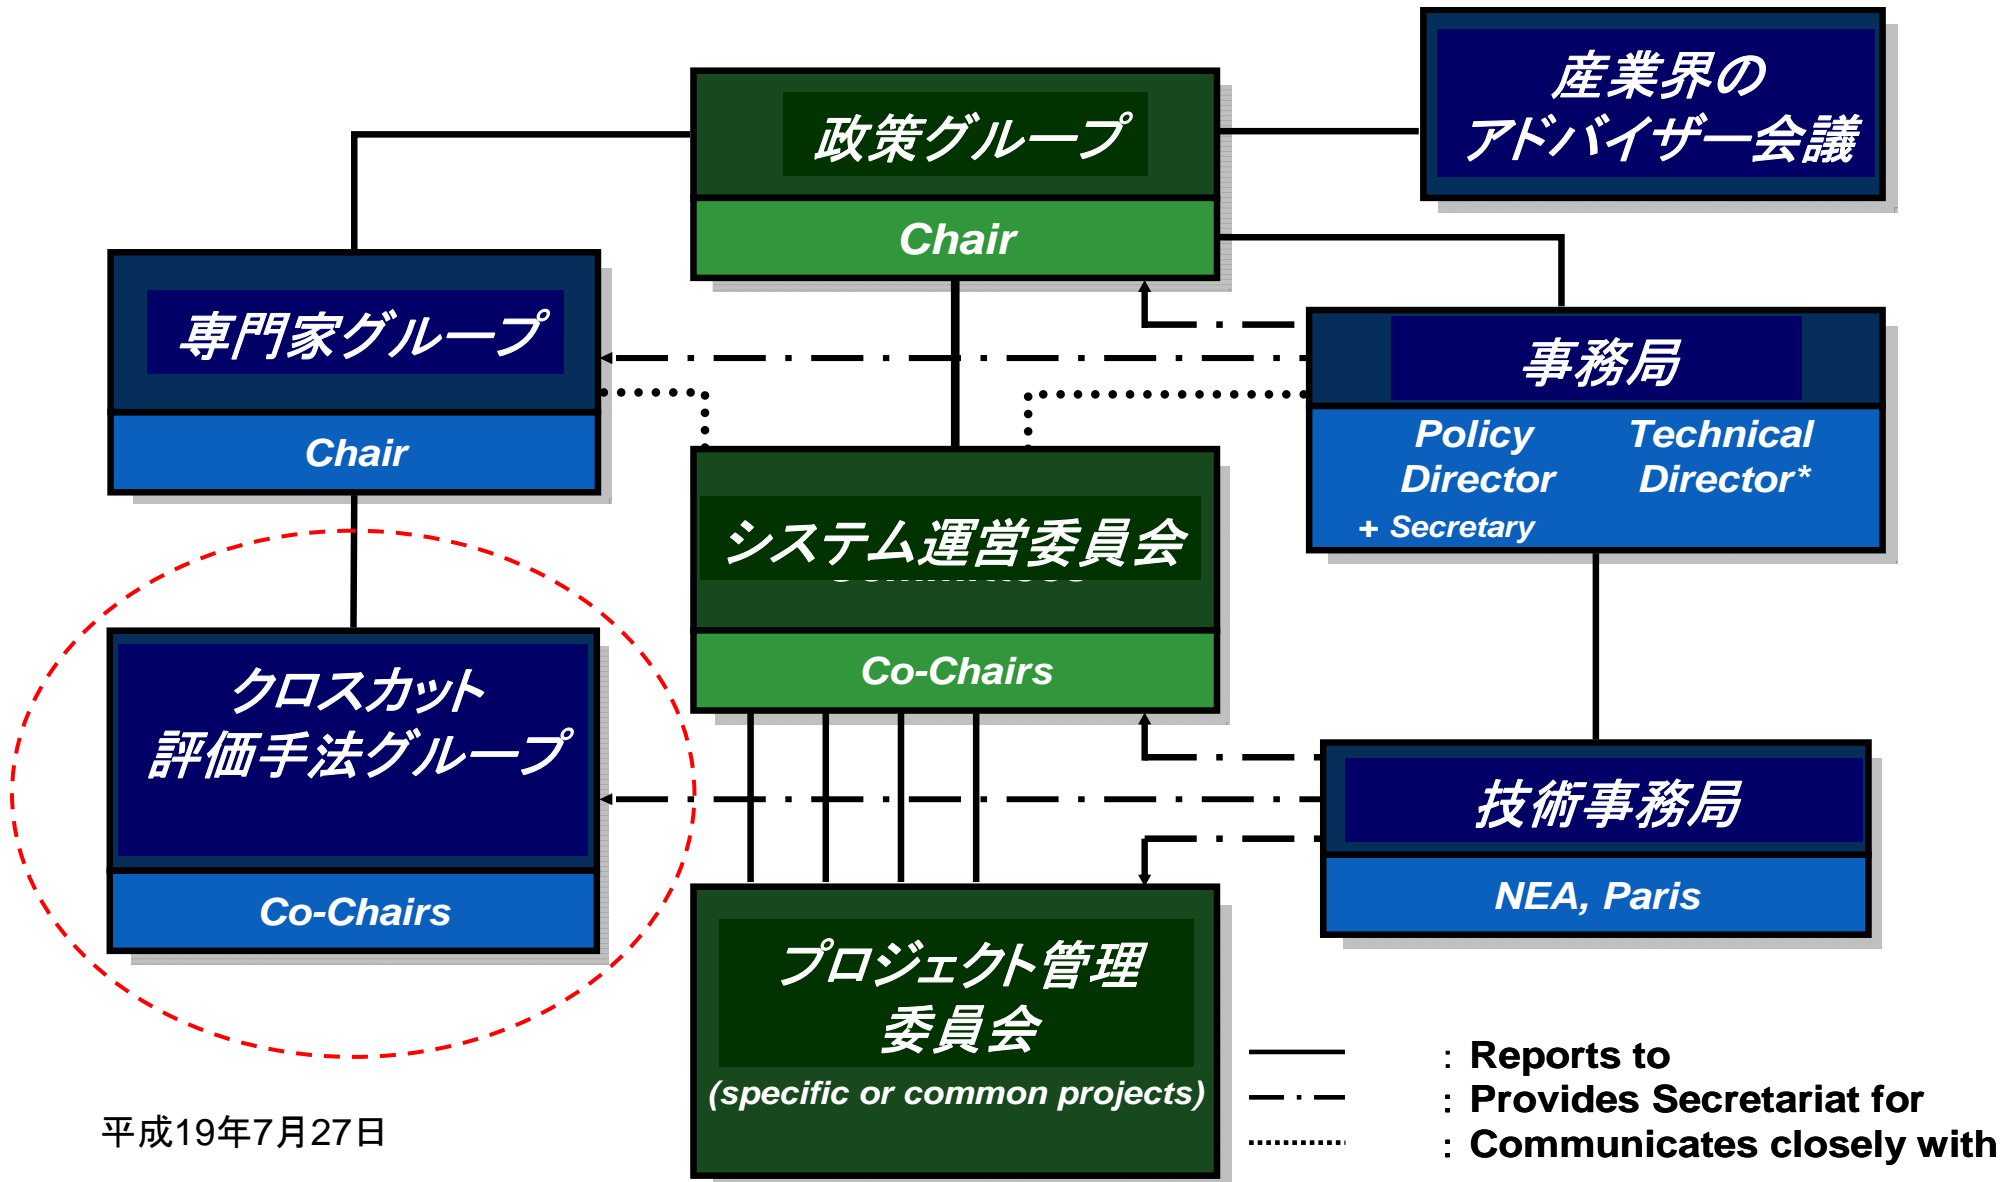 産業界の
アドバイザー会議
政策グループ
Chair
専門家グループ
Chair
事務局
Policy Director
Technical Director*
+ Secretary
システム運営委員会
Co-Chairs
クロスカット
評価手法グループ
Co-Chairs
技術事務局
NEA, Paris
プロジェクト管理
委員会
(specific or common projects)
: Reports to
: Provides Secretariat for
: Communicates closely with
平成19年7月27日